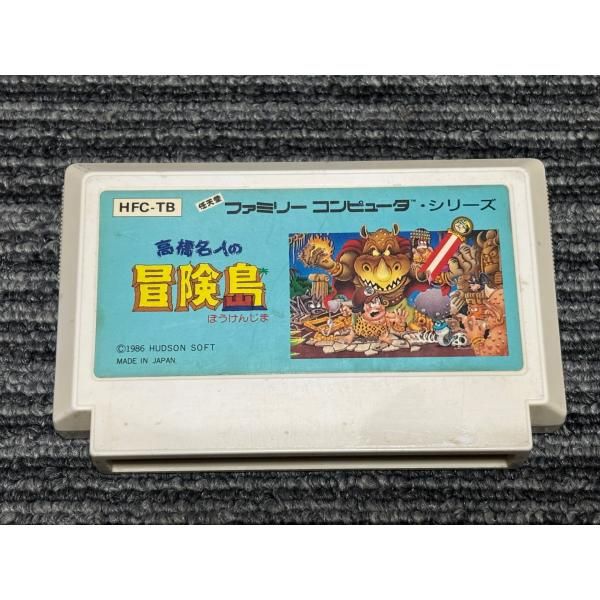 HFC-TB
任天堂 ファミリー コンピュータ™・シリーズ
高橋名人の
冒険島
ぼうけんじま
©1986 HUDSON SOFT
MADE IN JAPAN